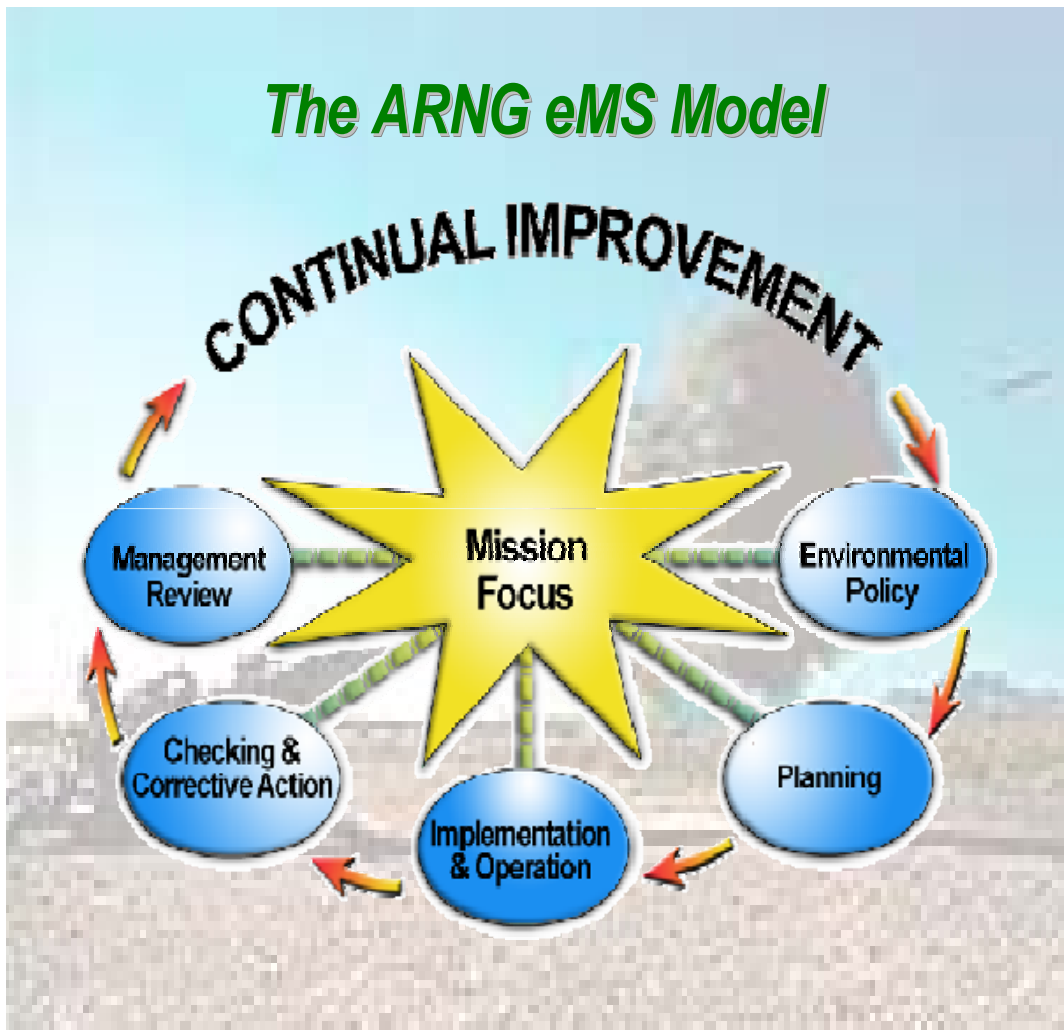 The ARNG eMS Model
CONTINUAL IMPROVEMENT
Mission
Focus
Management
Review
Environmental
Policy
Checking &
Corrective Action
Planning
Implementation
& Operation